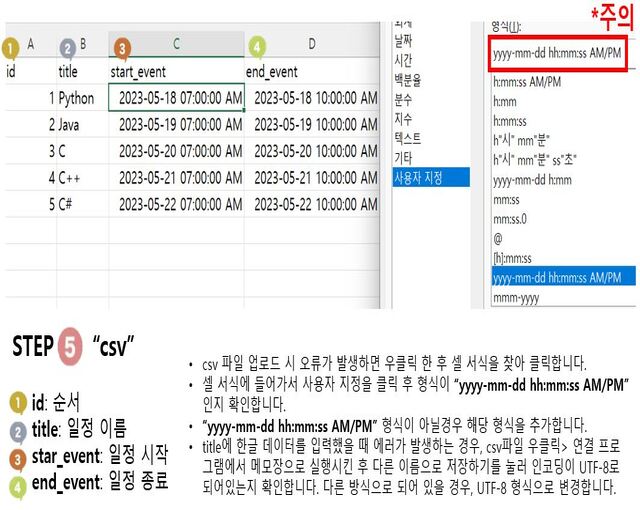 *주의
A B C D
1 2 3 4
id title start_event end_event
1 Python 2023-05-18 07:00:00 AM 2023-05-18 10:00:00 AM
2 Java 2023-05-19 07:00:00 AM 2023-05-19 10:00:00 AM
3 C 2023-05-20 07:00:00 AM 2023-05-20 10:00:00 AM
4 C++ 2023-05-21 07:00:00 AM 2023-05-21 10:00:00 AM
5 C# 2023-05-22 07:00:00 AM 2023-05-22 10:00:00 AM
날짜
시간
백분율
분수
지수
텍스트
기타
사용자 지정
형식(T):
yyyy-mm-dd hh:mm:ss AM/PM
h:mm:ss AM/PM
h:mm
h:mm:ss
h"시" mm"분"
h"시" mm"분" ss"초"
yyyy-mm-dd h:mm
mm:ss
mm:ss.0
@
[h]:mm:ss
yyyy-mm-dd hh:mm:ss AM/PM
mmm-yyyy
STEP 5 “csv”
1 id: 순서
2 title: 일정 이름
3 star_event: 일정 시작
4 end_event: 일정 종료
• csv 파일 업로드 시 오류가 발생하면 우클릭 한 후 셀 서식을 찾아 클릭합니다.
• 셀 서식에 들어가서 사용자 지정을 클릭 후 형식이 “yyyy-mm-dd hh:mm:ss AM/PM”
인지 확인합니다.
• “yyyy-mm-dd hh:mm:ss AM/PM” 형식이 아닐경우 해당 형식을 추가합니다.
• title에 한글 데이터를 입력했을 때 에러가 발생하는 경우, csv파일 우클릭> 연결 프로
그램에서 메모장으로 실행시킨 후 다른 이름으로 저장하기를 눌러 인코딩이 UTF-8로
되어있는지 확인합니다. 다른 방식으로 되어 있을 경우, UTF-8 형식으로 변경합니다.